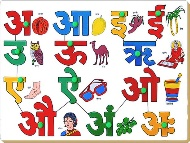 अ आ इ ई
उ ऊ ऋ
ए ऐ ओ
औ अं अः